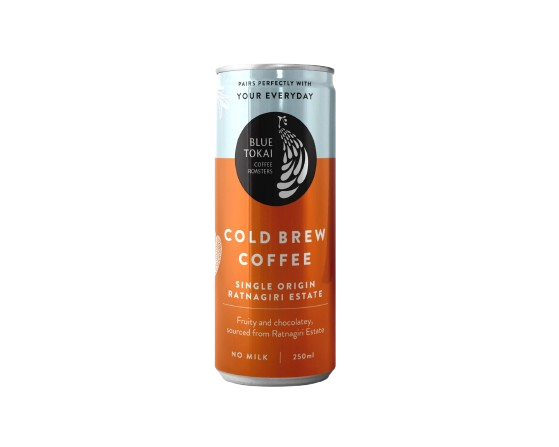 PAIRS PERFECTLY WITH
YOUR EVERYDAY
BLUE
TOKAI
COFFEE
ROASTERS
COLD BREW
COFFEE
SINGLE ORIGIN
RATNAGIRI ESTATE
Fruity and chocolatey,
sourced from Ratnagiri Estate
NO MILK | 250ml